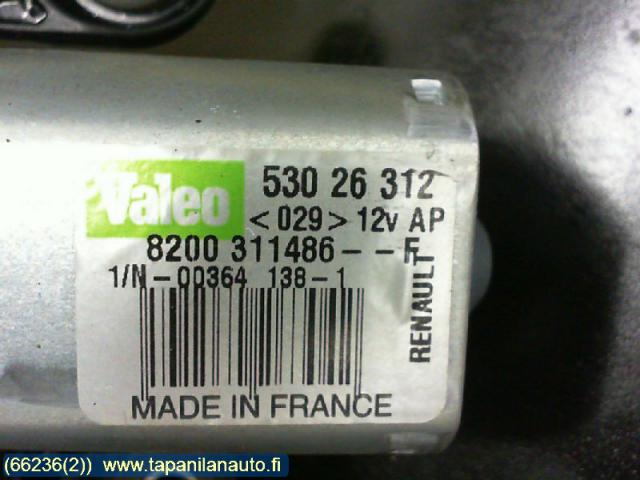 Valeo 530 26 312
<029> 12v AP
8200 311486--F
1/N-00364 138-1
RENAULT
MADE IN FRANCE
(66236(2)) www.tapanilanauto.fi